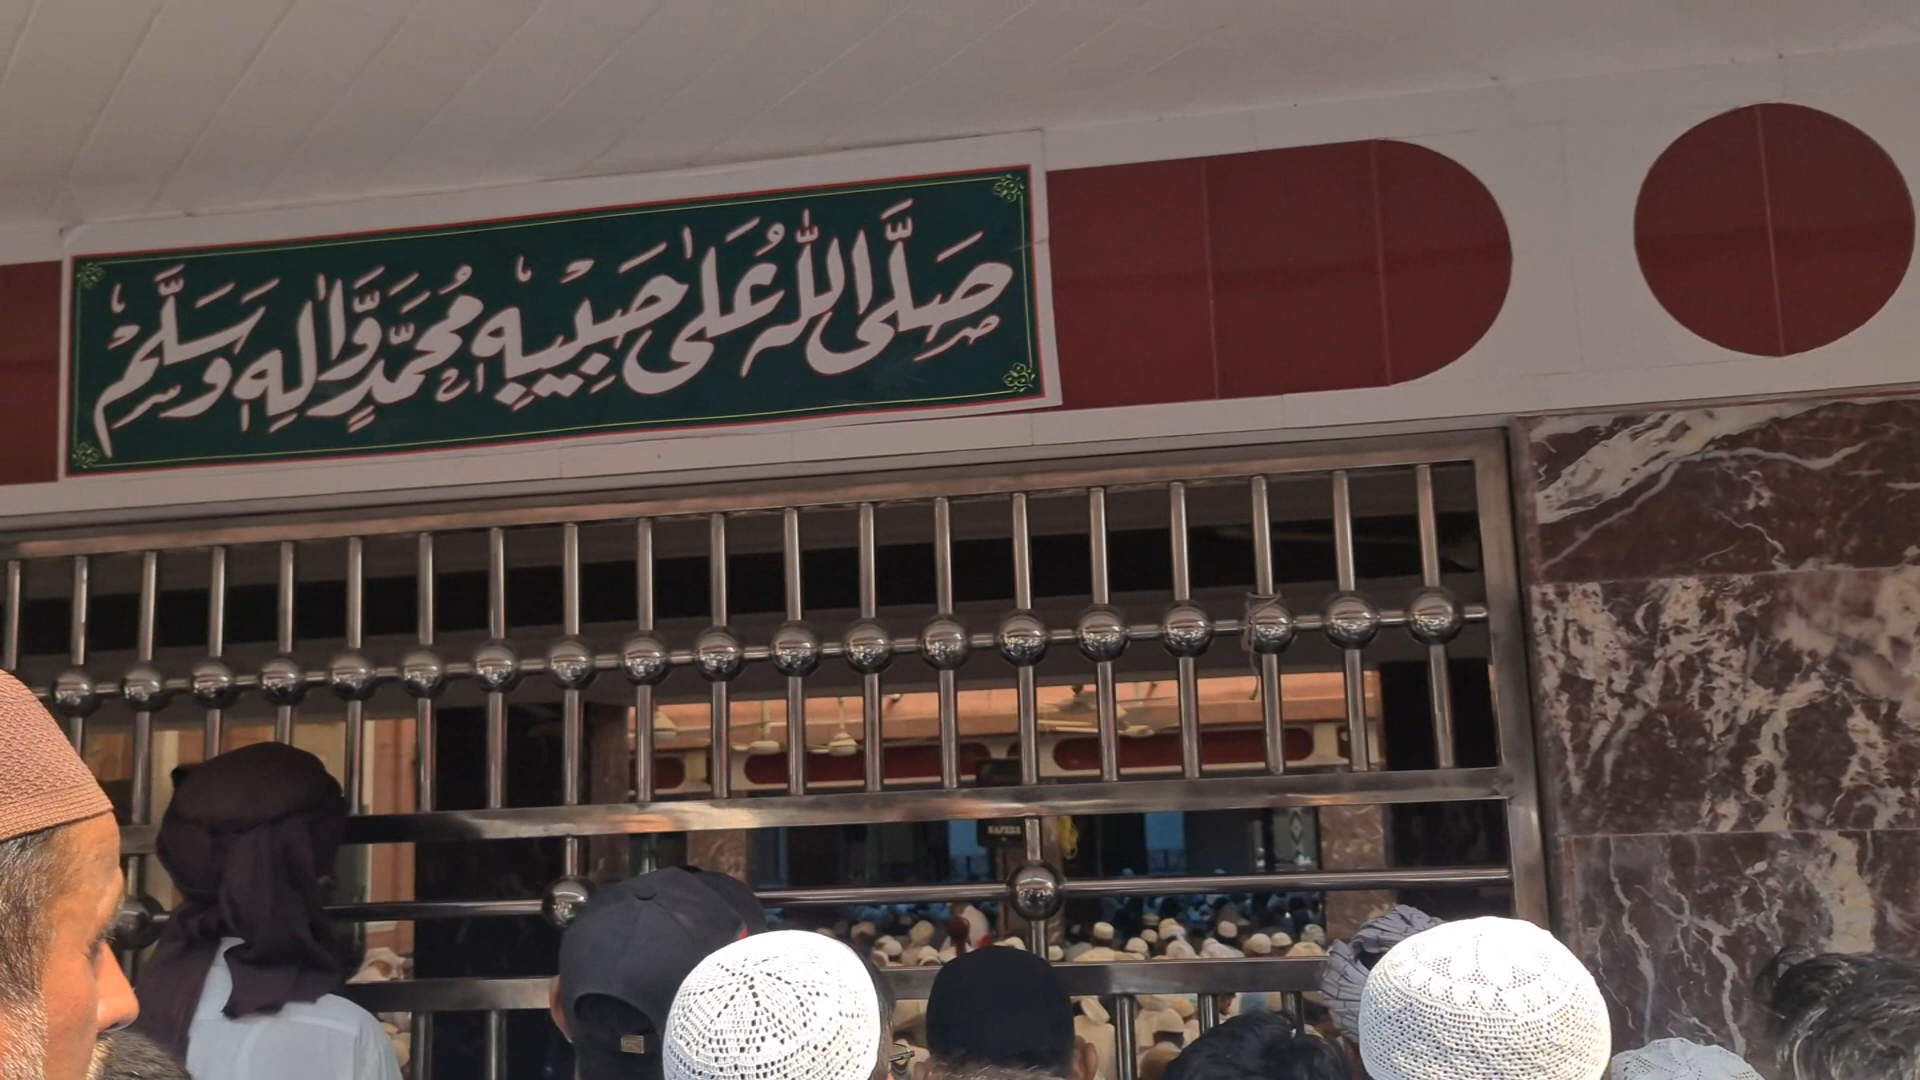 صَلَّى اللّٰهُ عَلٰى حَبِيْبِهٖ مُحَمَّدٍ وَّاٰلِهٖ وَسَلَّمْ